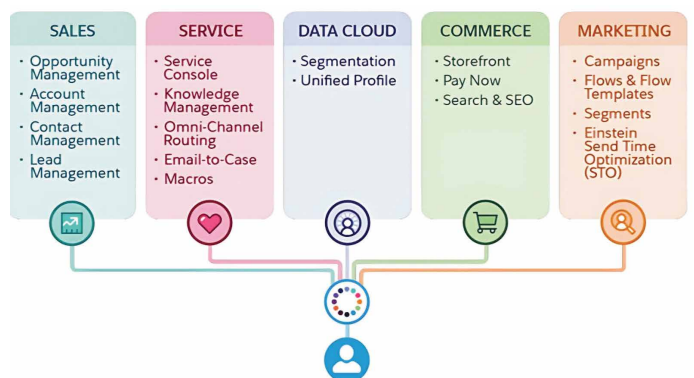 SALES
· Opportunity
Management
· Account
Management
· Contact
Management
· Lead
Management
SERVICE
· Service
Console
· Knowledge
Management
· Omni-Channel
Routing
· Email-to-Case
· Macros
DATA CLOUD
· Segmentation
· Unified Profile
COMMERCE
· Storefront
· Pay Now
· Search & SEO
MARKETING
· Campaigns
· Flows & Flow
Templates
· Segments
· Einstein
Send Time
Optimization
(STO)